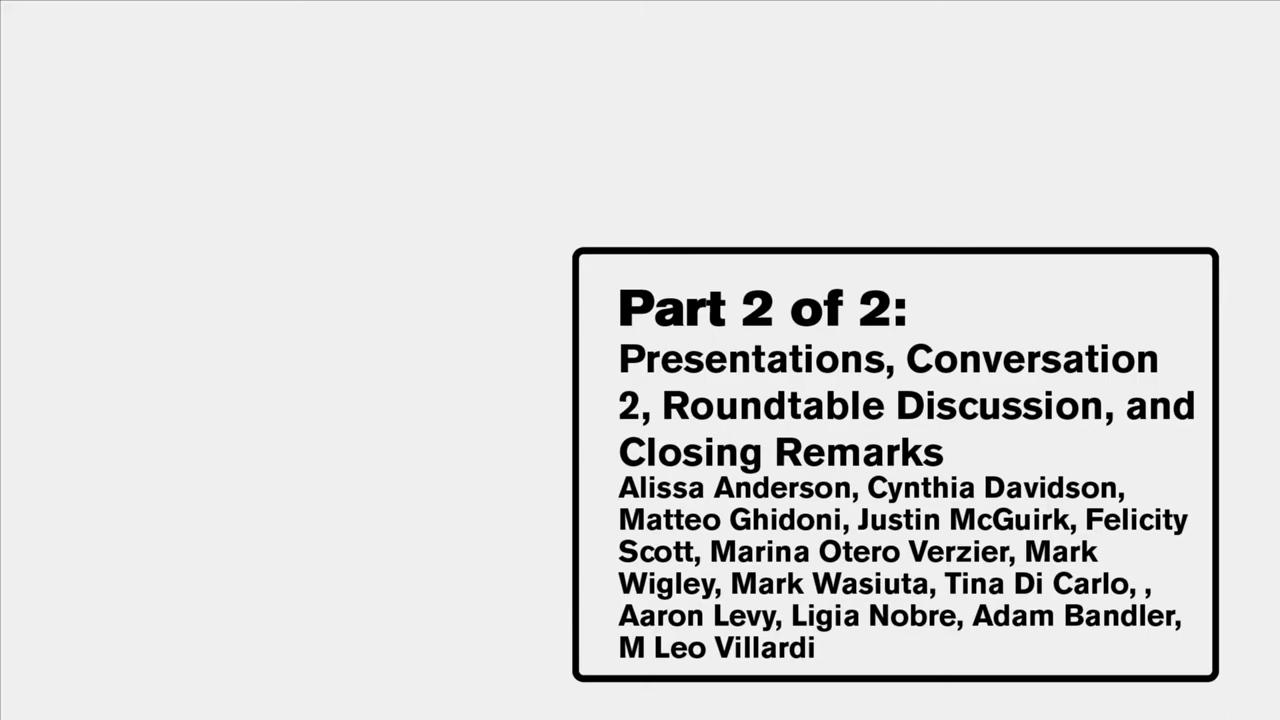 Part 2 of 2:
Presentations, Conversation
2, Roundtable Discussion, and
Closing Remarks
Alissa Anderson, Cynthia Davidson,
Matteo Ghidoni, Justin McGuirk, Felicity
Scott, Marina Otero Verzier, Mark
Wigley, Mark Wasiuta, Tina Di Carlo, ,
Aaron Levy, Ligia Nobre, Adam Bandler,
M Leo Villardi